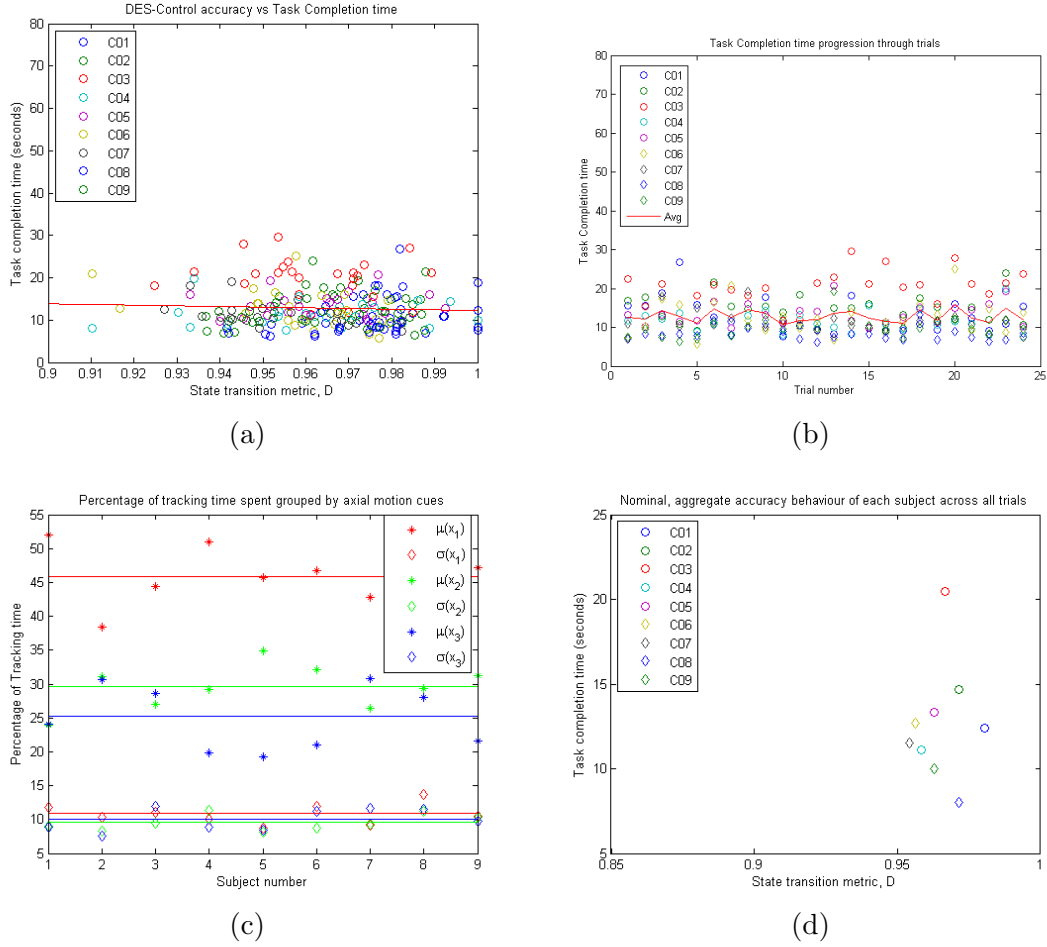 DES-Control accuracy vs Task Completion time
80
70
60
50
40
30
20
10
0
Task completion time (seconds)
C01
C02
C03
C04
C05
C06
C07
C08
C09
0.9 0.91 0.92 0.93 0.94 0.95 0.96 0.97 0.98 0.99 1
State transition metric, D
(a)
Task Completion time progression through trials
80
70
60
50
40
30
20
10
0
Task Completion time
C01
C02
C03
C04
C05
C06
C07
C08
C09
Avg
0 5 10 15 20 25
Trial number
(b)
Percentage of tracking time spent grouped by axial motion cues
55
50
45
40
35
30
25
20
15
10
5
Percentage of Tracking time
μ(x₁)
σ(x₁)
μ(x₂)
σ(x₂)
μ(x₃)
σ(x₃)
1 2 3 4 5 6 7 8 9
Subject number
(c)
Nominal, aggregate accuracy behaviour of each subject across all trials
25
20
15
10
5
Task completion time (seconds)
C01
C02
C03
C04
C05
C06
C07
C08
C09
0.85 0.9 0.95 1
State transition metric, D
(d)